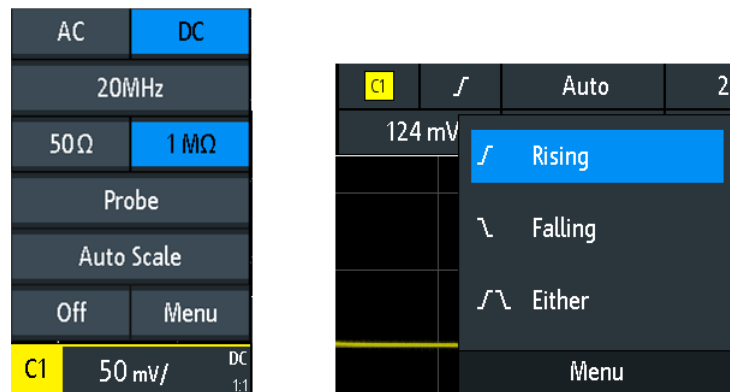 AC DC
20MHz
50Ω 1 MΩ
Probe
Auto Scale
Off Menu
C1 50 mV/ DC 1:1
C1 Auto 2
124 mV
Rising
Falling
Either
Menu